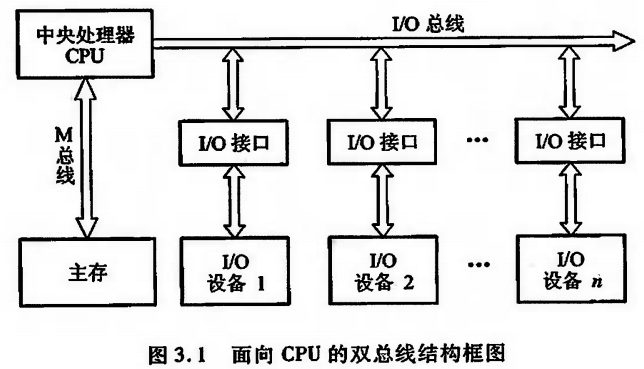 中央处理器
CPU
I/O 总线
M
总
线
I/O 接口
I/O 接口
···
I/O 接口
主存
I/O
设备 1
I/O
设备 2
···
I/O
设备 n
图 3.1 面向 CPU 的双总线结构框图